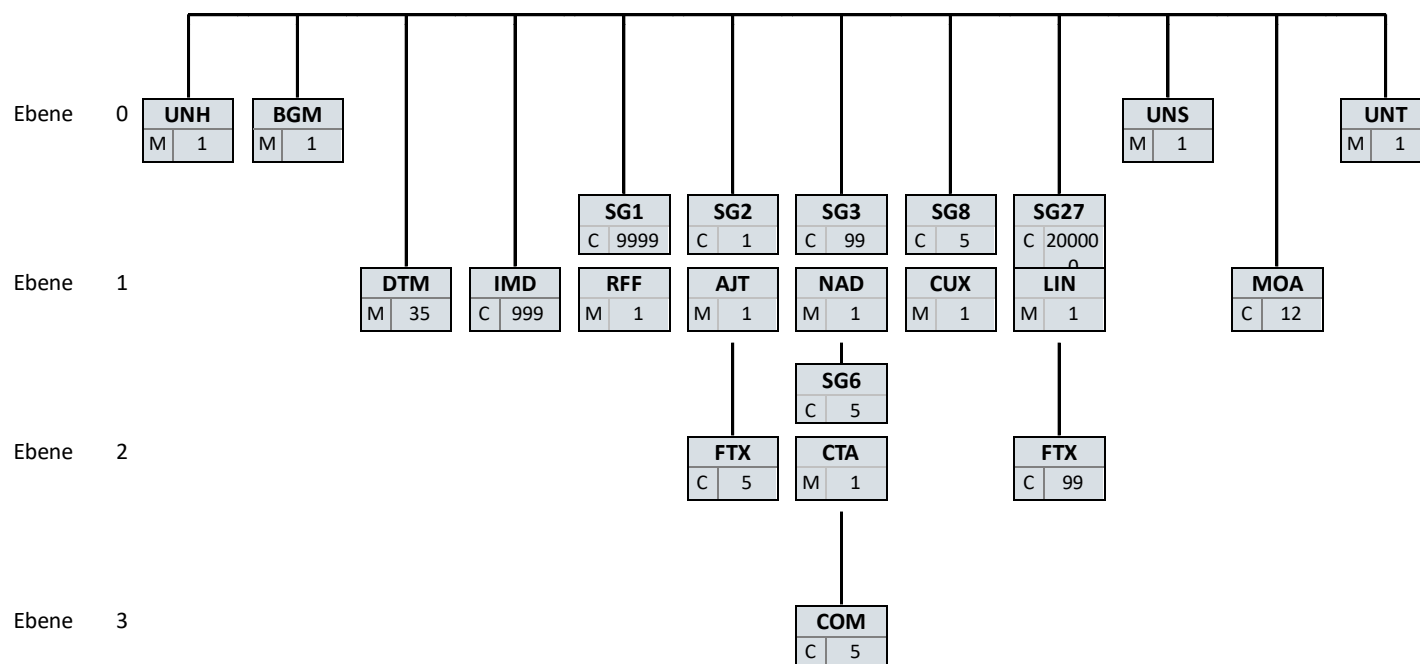 Ebene 0 UNH BGM UNS UNT
M 1 M 1 M 1 M 1
SG1 SG2 SG3 SG8 SG27
C 9999 C 1 C 99 C 5 C 20000
0
Ebene 1 DTM IMD RFF AJT NAD CUX LIN MOA
M 35 C 999 M 1 M 1 M 1 M 1 M 1 C 12
SG6
C 5
Ebene 2 FTX CTA FTX
C 5 M 1 C 99
Ebene 3 COM
C 5